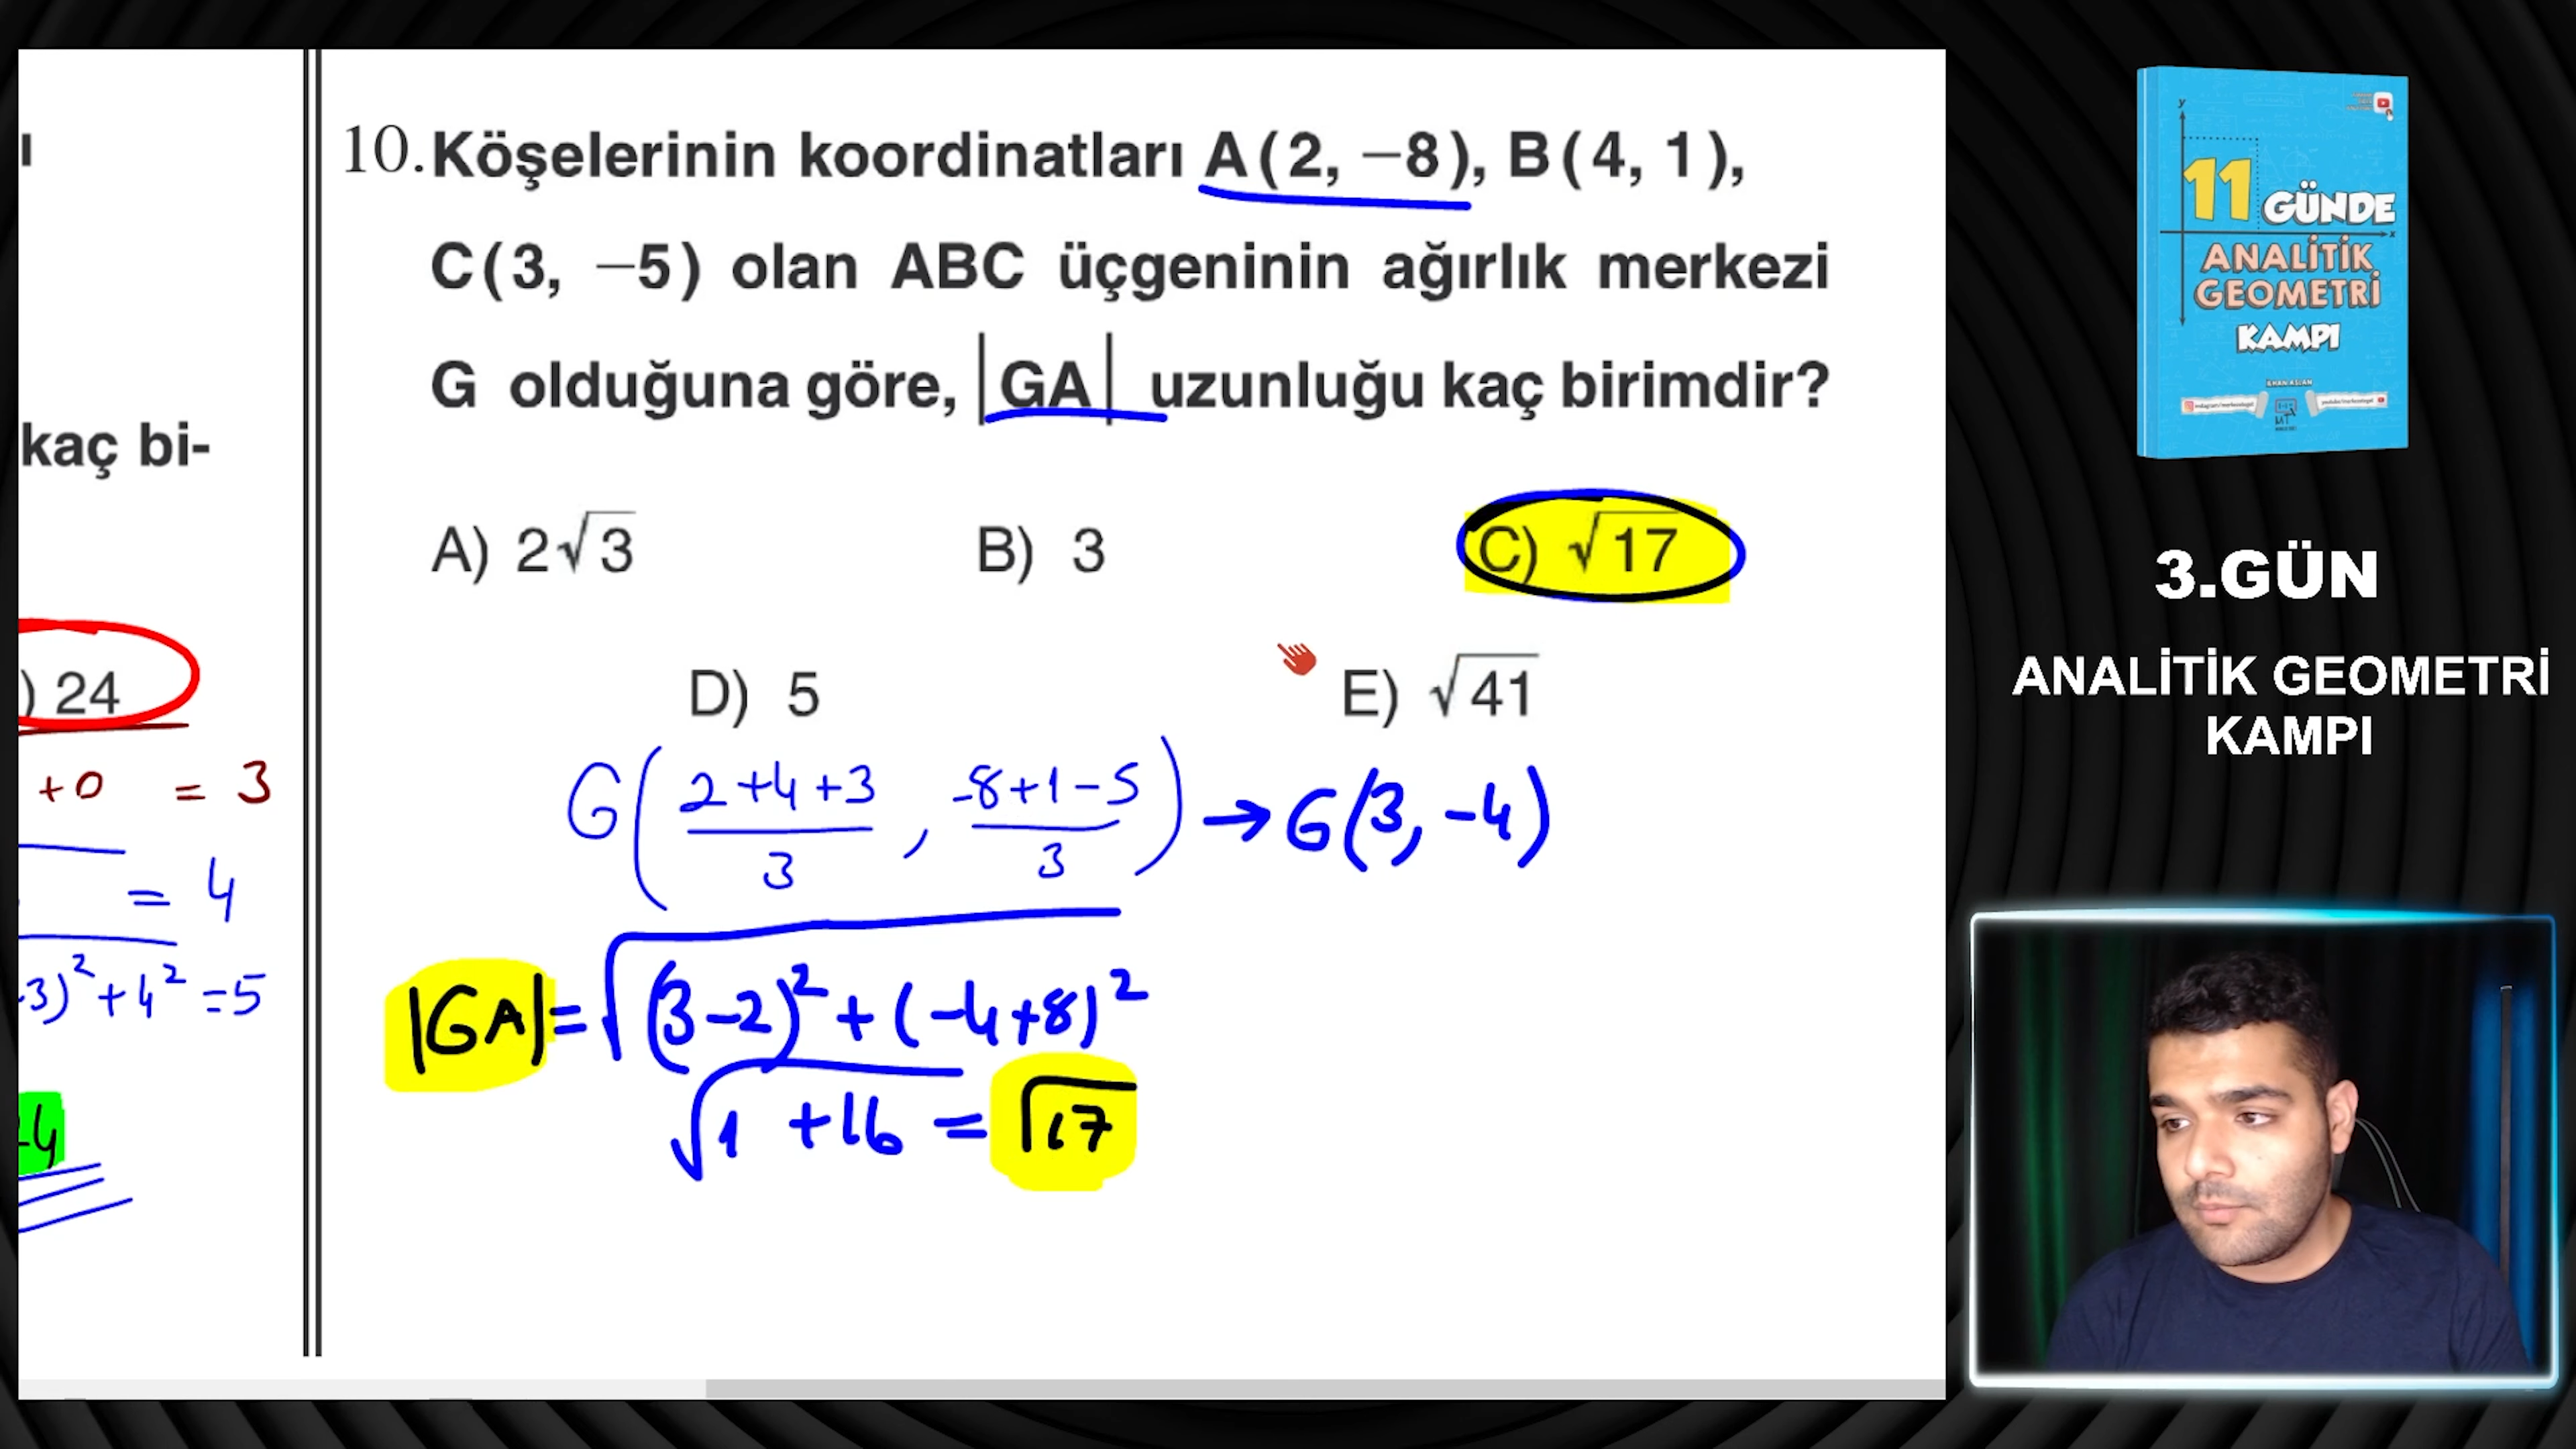 10. Köşelerinin koordinatları A(2, −8), B(4, 1),
C(3, −5) olan ABC üçgeninin ağırlık merkezi
G olduğuna göre, |GA| uzunluğu kaç birimdir?
A) 2√3 B) 3 C) √17
D) 5 E) √41
G((2+4+3)/3, (-8+1-5)/3) → G(3, -4)
|GA| = √((3-2)² + (-4+8)²
√(1 + 16) = √17
ı
kaç bi-
) 24
+0 = 3
= 4
-3)² + 4² = 5
4
11 GÜNDE
ANALİTİK
GEOMETRİ
KAMPI
İLHAN ASLAN
3.GÜN
ANALİTİK GEOMETRİ
KAMPI